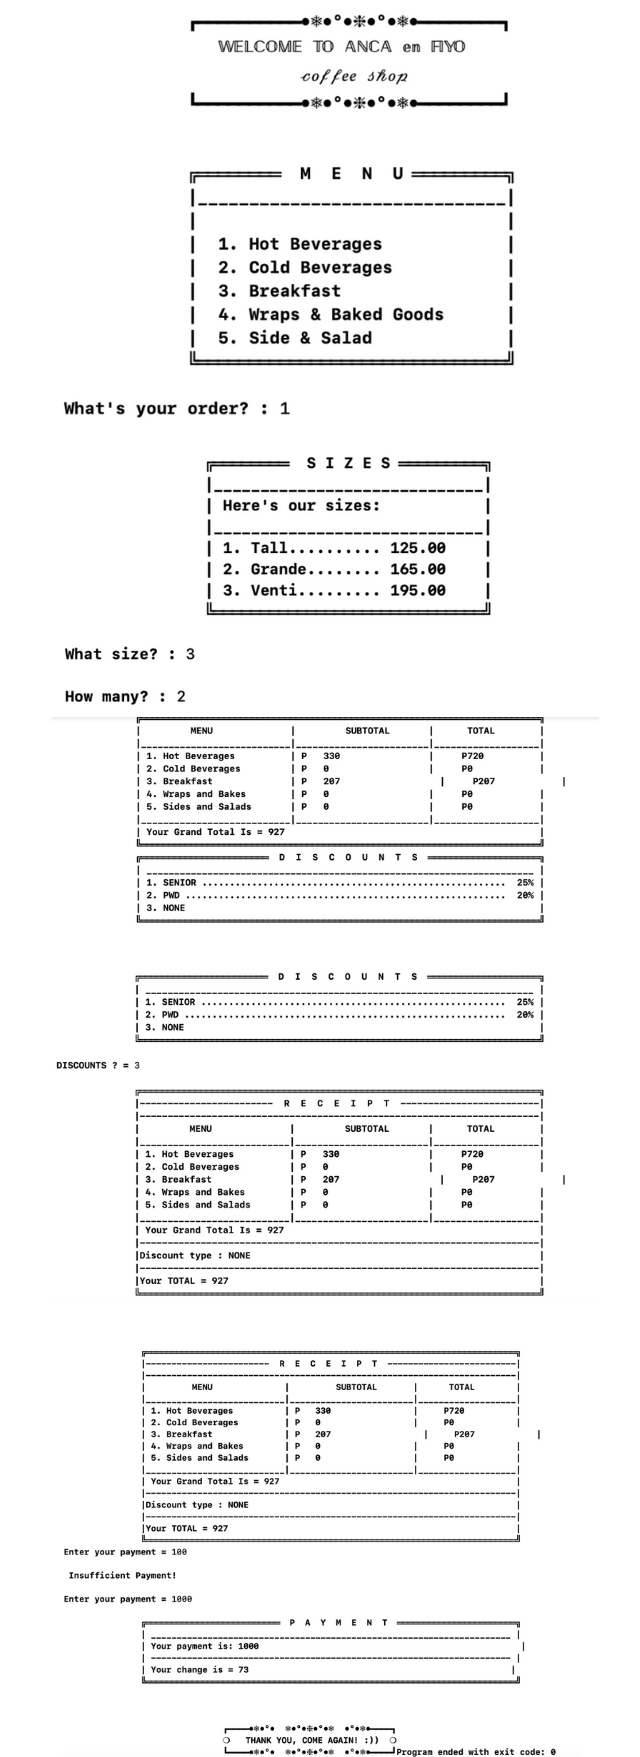 WELCOME TO ANCA en FIYO
coffee shop
M E N U
1. Hot Beverages
2. Cold Beverages
3. Breakfast
4. Wraps & Baked Goods
5. Side & Salad
What's your order? : 1
S I Z E S
Here's our sizes:
1. Tall.......... 125.00
2. Grande........ 165.00
3. Venti......... 195.00
What size? : 3
How many? : 2
MENU SUBTOTAL TOTAL
1. Hot Beverages P 330 P720
2. Cold Beverages P 0 P0
3. Breakfast P 207 P207
4. Wraps and Bakes P 0 P0
5. Sides and Salads P 0 P0
Your Grand Total Is = 927
D I S C O U N T S
1. SENIOR ....................................................... 25%
2. PWD .......................................................... 20%
3. NONE
D I S C O U N T S
1. SENIOR ....................................................... 25%
2. PWD .......................................................... 20%
3. NONE
DISCOUNTS ? = 3
R E C E I P T
MENU SUBTOTAL TOTAL
1. Hot Beverages P 330 P720
2. Cold Beverages P 0 P0
3. Breakfast P 207 P207
4. Wraps and Bakes P 0 P0
5. Sides and Salads P 0 P0
Your Grand Total Is = 927
Discount type : NONE
Your TOTAL = 927
R E C E I P T
MENU SUBTOTAL TOTAL
1. Hot Beverages P 330 P720
2. Cold Beverages P 0 P0
3. Breakfast P 207 P207
4. Wraps and Bakes P 0 P0
5. Sides and Salads P 0 P0
Your Grand Total Is = 927
Discount type : NONE
Your TOTAL = 927
Enter your payment = 100
Insufficient Payment!
Enter your payment = 1000
P A Y M E N T
Your payment is: 1000
Your change is = 73
THANK YOU, COME AGAIN! :))
Program ended with exit code: 0